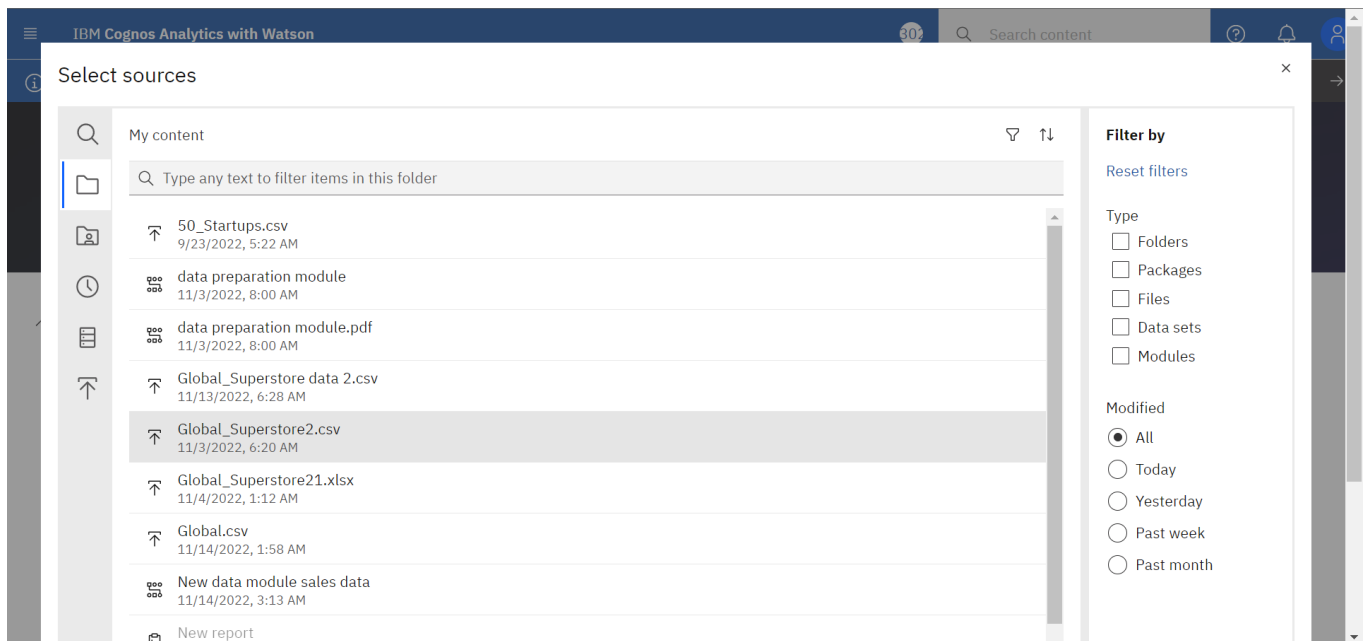 IBM Cognos Analytics with Watson
302
Search content
Select sources
My content
Type any text to filter items in this folder
50_Startups.csv
9/23/2022, 5:22 AM
data preparation module
11/3/2022, 8:00 AM
data preparation module.pdf
11/3/2022, 8:00 AM
Global_Superstore data 2.csv
11/13/2022, 6:28 AM
Global_Superstore2.csv
11/3/2022, 6:20 AM
Global_Superstore21.xlsx
11/4/2022, 1:12 AM
Global.csv
11/14/2022, 1:58 AM
New data module sales data
11/14/2022, 3:13 AM
New report
Filter by
Reset filters
Type
Folders
Packages
Files
Data sets
Modules
Modified
All
Today
Yesterday
Past week
Past month